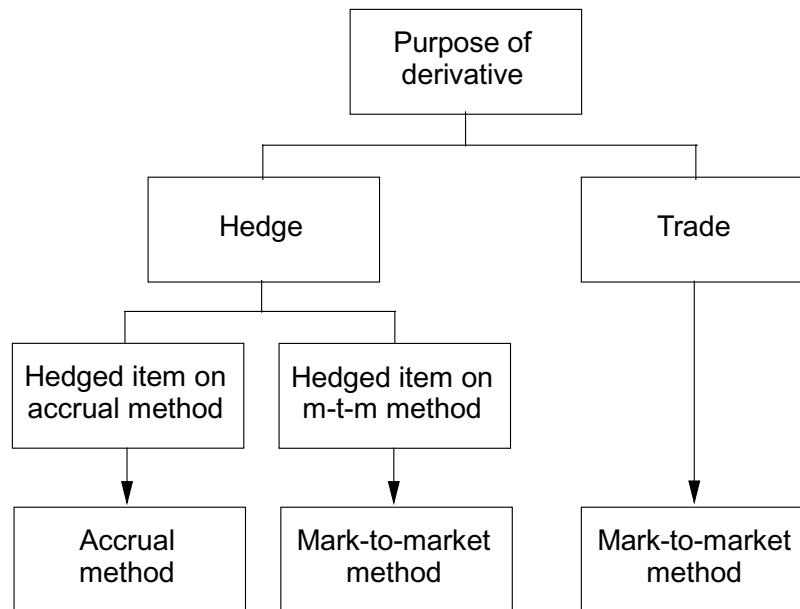 Purpose of
derivative
Hedge
Trade
Hedged item on
accrual method
Hedged item on
m-t-m method
Accrual
method
Mark-to-market
method
Mark-to-market
method